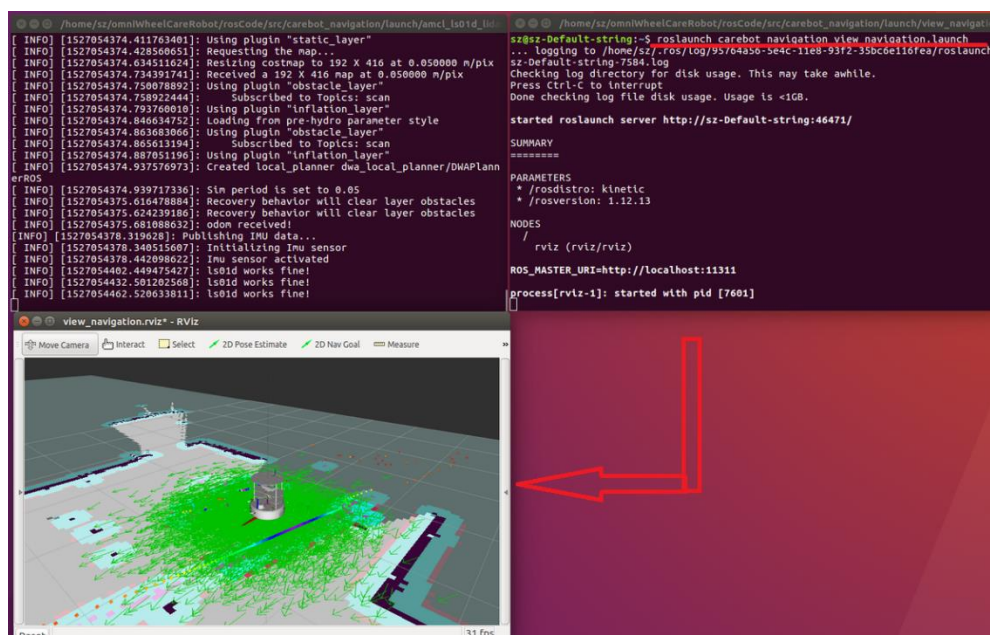 /home/sz/omniWheelCareRobot/rosCode/src/carebot_navigation/launch/amcl_ls01d_lida
[ INFO] [1527054374.411763401]: Using plugin "static_layer"
[ INFO] [1527054374.428560651]: Requesting the map...
[ INFO] [1527054374.634511624]: Resizing costmap to 192 X 416 at 0.050000 m/pix
[ INFO] [1527054374.734391741]: Received a 192 X 416 map at 0.050000 m/pix
[ INFO] [1527054374.750078892]: Using plugin "obstacle_layer"
[ INFO] [1527054374.758922444]:     Subscribed to Topics: scan
[ INFO] [1527054374.793760010]: Using plugin "inflation_layer"
[ INFO] [1527054374.846634752]: Loading from pre-hydro parameter style
[ INFO] [1527054374.863683066]: Using plugin "obstacle_layer"
[ INFO] [1527054374.865613194]:     Subscribed to Topics: scan
[ INFO] [1527054374.887051196]: Using plugin "inflation_layer"
[ INFO] [1527054374.937576973]: Created local_planner dwa_local_planner/DWAPlann
erROS
[ INFO] [1527054374.939717336]: Sim period is set to 0.05
[ INFO] [1527054375.616478884]: Recovery behavior will clear layer obstacles
[ INFO] [1527054375.624239186]: Recovery behavior will clear layer obstacles
[ INFO] [1527054375.681088632]: odom received!
[INFO] [1527054378.319628]: Publishing IMU data...
[ INFO] [1527054378.340515607]: Initializing Imu sensor
[ INFO] [1527054378.442098622]: Imu sensor activated
[ INFO] [1527054402.449475427]: ls01d works fine!
[ INFO] [1527054432.501202568]: ls01d works fine!
[ INFO] [1527054462.520633811]: ls01d works fine!
/home/sz/omniWheelCareRobot/rosCode/src/carebot_navigation/launch/view_navigati
sz@sz-Default-string:~$ roslaunch carebot_navigation view_navigation.launch
... logging to /home/sz/.ros/log/95764a56-5e4c-11e8-93f2-35bc6e116fea/roslaunch
sz-Default-string-7584.log
Checking log directory for disk usage. This may take awhile.
Press Ctrl-C to interrupt
Done checking log file disk usage. Usage is <1GB.
started roslaunch server http://sz-Default-string:46471/
SUMMARY
========
PARAMETERS
* /rosdistro: kinetic
* /rosversion: 1.12.13
NODES
/
rviz (rviz/rviz)
ROS_MASTER_URI=http://localhost:11311
process[rviz-1]: started with pid [7601]
view_navigation.rviz* - RViz
Move Camera Interact Select 2D Pose Estimate 2D Nav Goal Measure »
Reset 31 fps